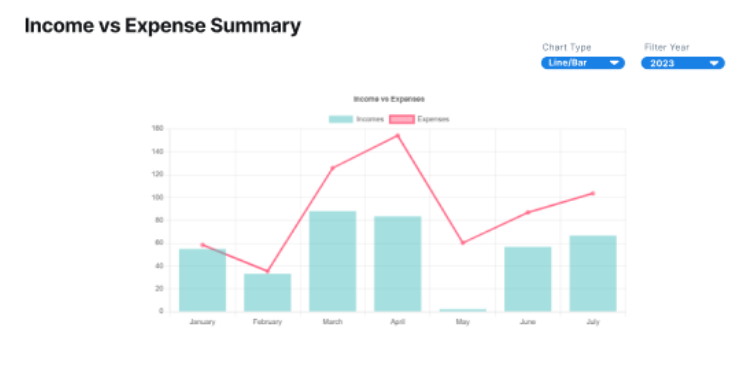 Income vs Expense Summary
Chart Type Filter Year
Line/Bar 2023
Income vs Expenses
Incomes Expenses
160
140
120
100
80
60
40
20
0
January February March April May June July